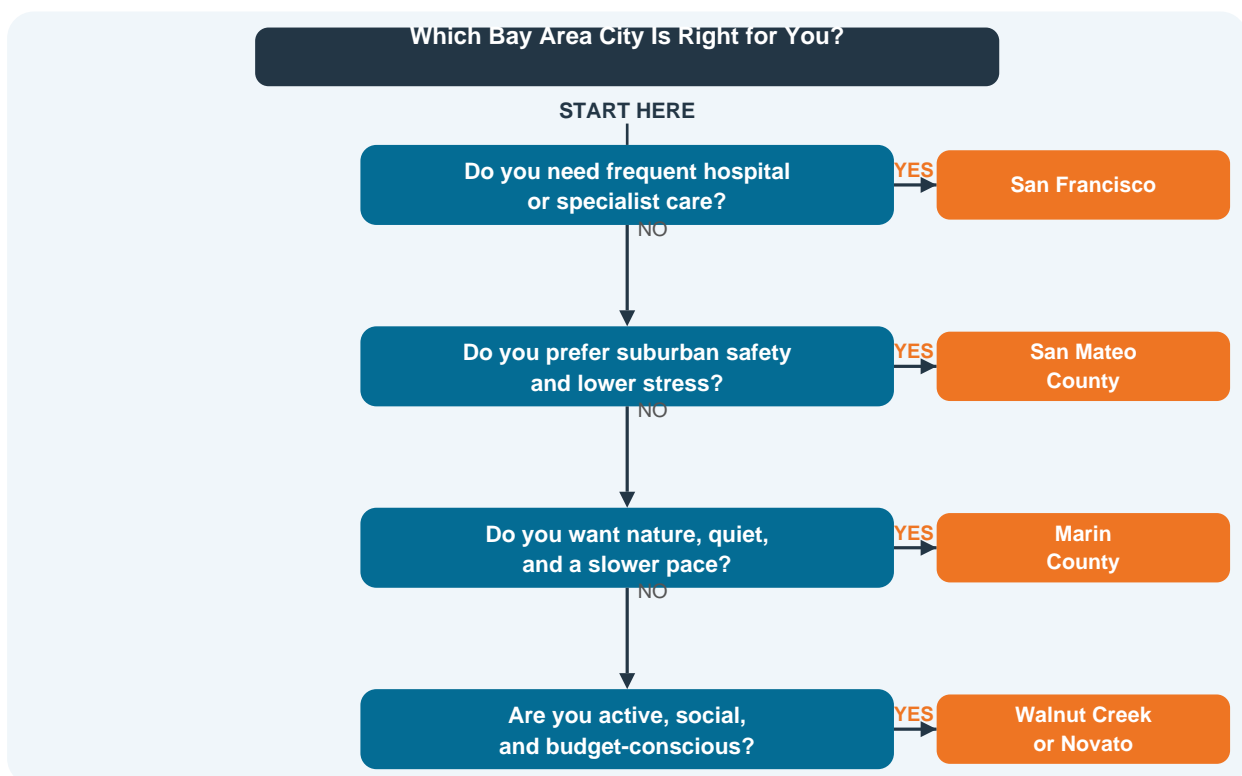 Which Bay Area City Is Right for You?
START HERE
Do you need frequent hospital
or specialist care?
YES
San Francisco
NO
Do you prefer suburban safety
and lower stress?
YES
San Mateo
County
NO
Do you want nature, quiet,
and a slower pace?
YES
Marin
County
NO
Are you active, social,
and budget-conscious?
YES
Walnut Creek
or Novato